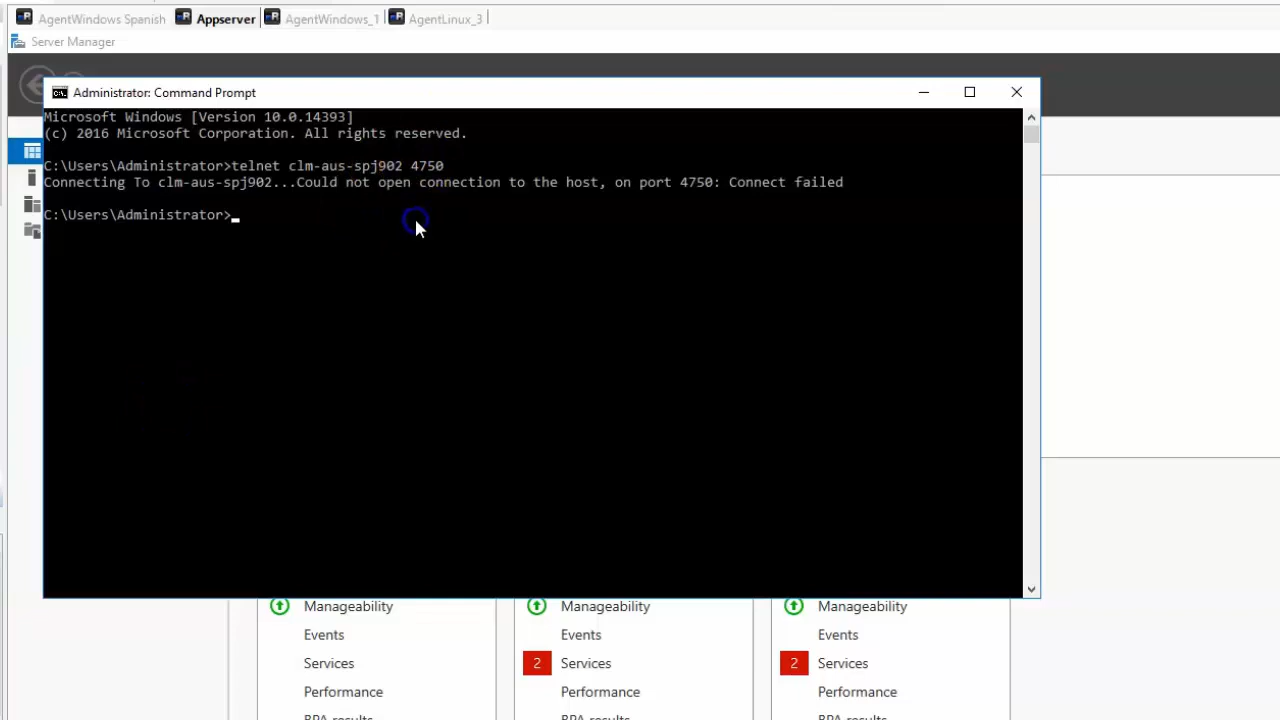 AgentWindows Spanish
Appserver
AgentWindows_1
AgentLinux_3
Server Manager
Administrator: Command Prompt
Microsoft Windows [Version 10.0.14393]
(c) 2016 Microsoft Corporation. All rights reserved.
C:\Users\Administrator>telnet clm-aus-spj902 4750
Connecting To clm-aus-spj902...Could not open connection to the host, on port 4750: Connect failed
C:\Users\Administrator>
Manageability
Events
Services
Performance
BPA results
Manageability
Events
2 Services
Performance
BPA results
Manageability
Events
2 Services
Performance
BPA results